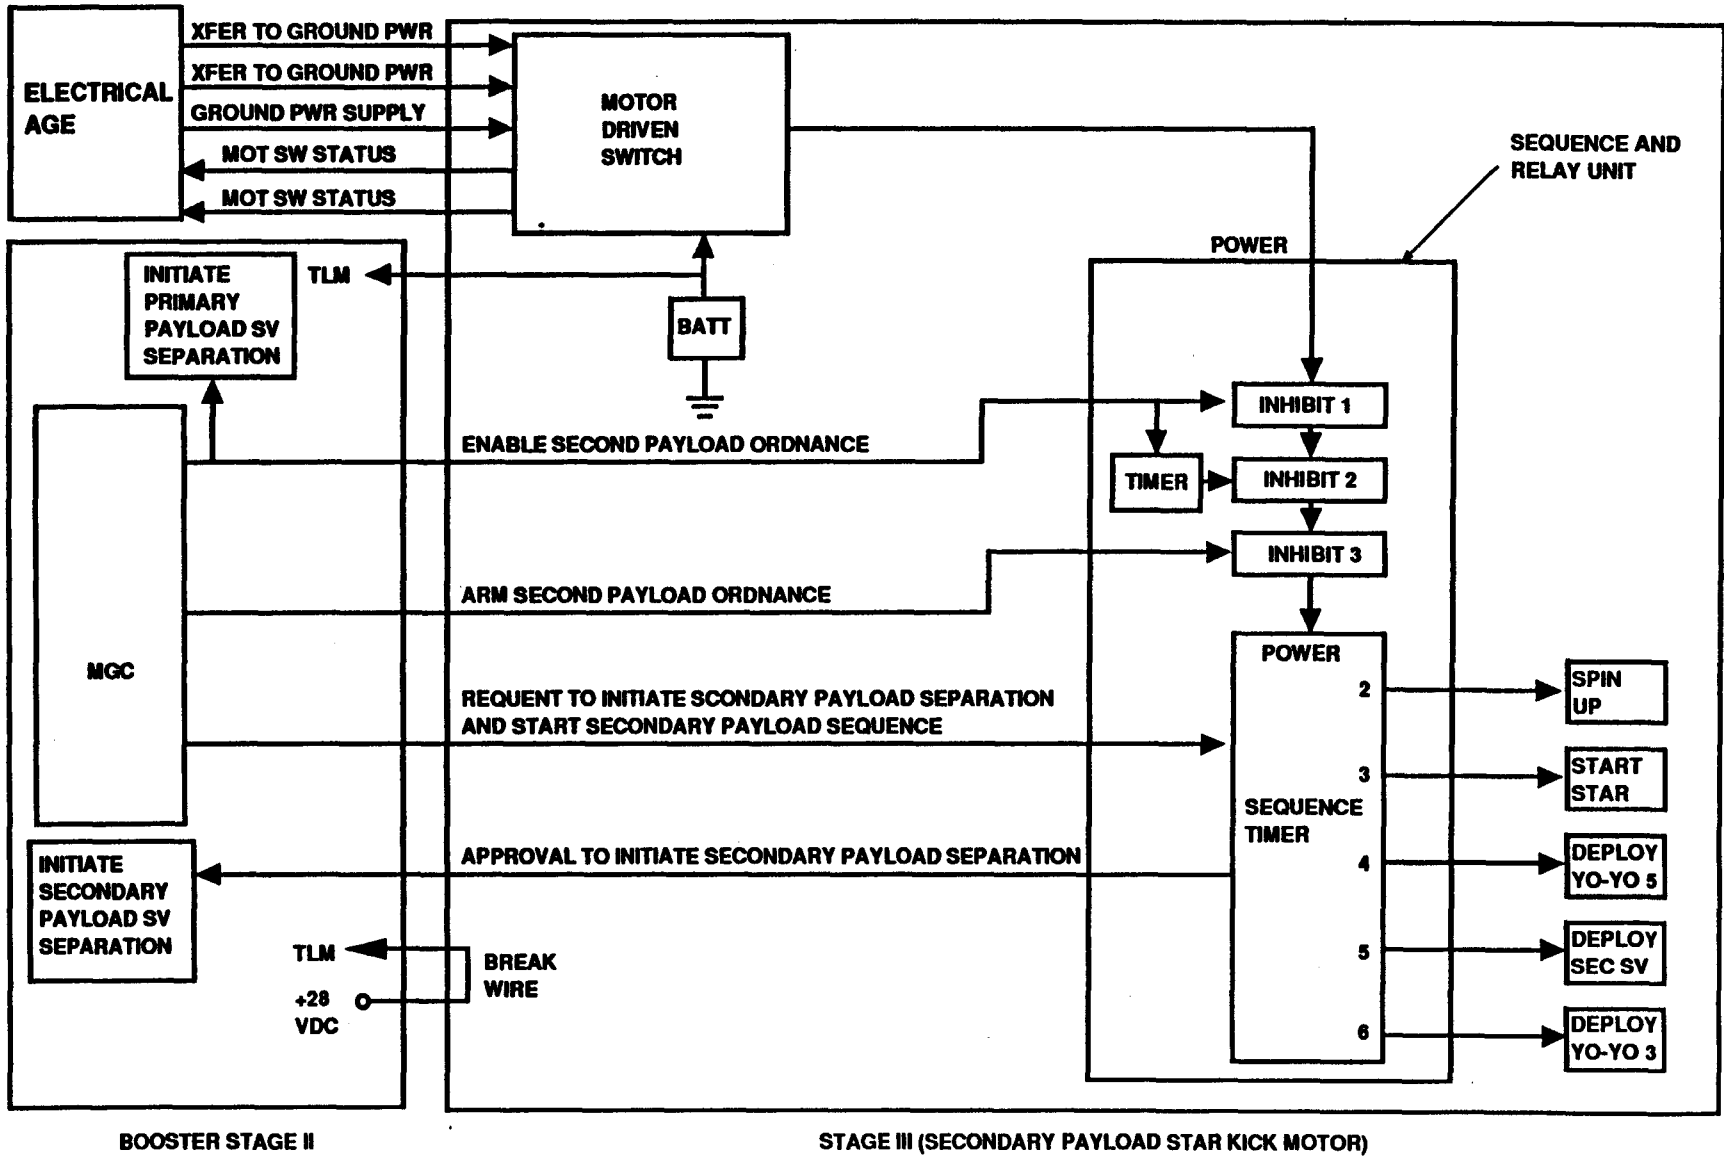 XFER TO GROUND PWR
XFER TO GROUND PWR
GROUND PWR SUPPLY
MOT SW STATUS
MOT SW STATUS
ELECTRICAL
AGE
MOTOR
DRIVEN
SWITCH
SEQUENCE AND
RELAY UNIT
POWER
INITIATE
PRIMARY
PAYLOAD SV
SEPARATION
TLM
BATT
INHIBIT 1
ENABLE SECOND PAYLOAD ORDNANCE
TIMER
INHIBIT 2
INHIBIT 3
ARM SECOND PAYLOAD ORDNANCE
MGC
POWER
REQUENT TO INITIATE SCONDARY PAYLOAD SEPARATION
AND START SECONDARY PAYLOAD SEQUENCE
2
SPIN
UP
3
START
STAR
SEQUENCE
TIMER
APPROVAL TO INITIATE SECONDARY PAYLOAD SEPARATION
4
DEPLOY
YO-YO 5
INITIATE
SECONDARY
PAYLOAD SV
SEPARATION
5
DEPLOY
SEC SV
TLM
BREAK
WIRE
+28
VDC
6
DEPLOY
YO-YO 3
BOOSTER STAGE II
STAGE III (SECONDARY PAYLOAD STAR KICK MOTOR)